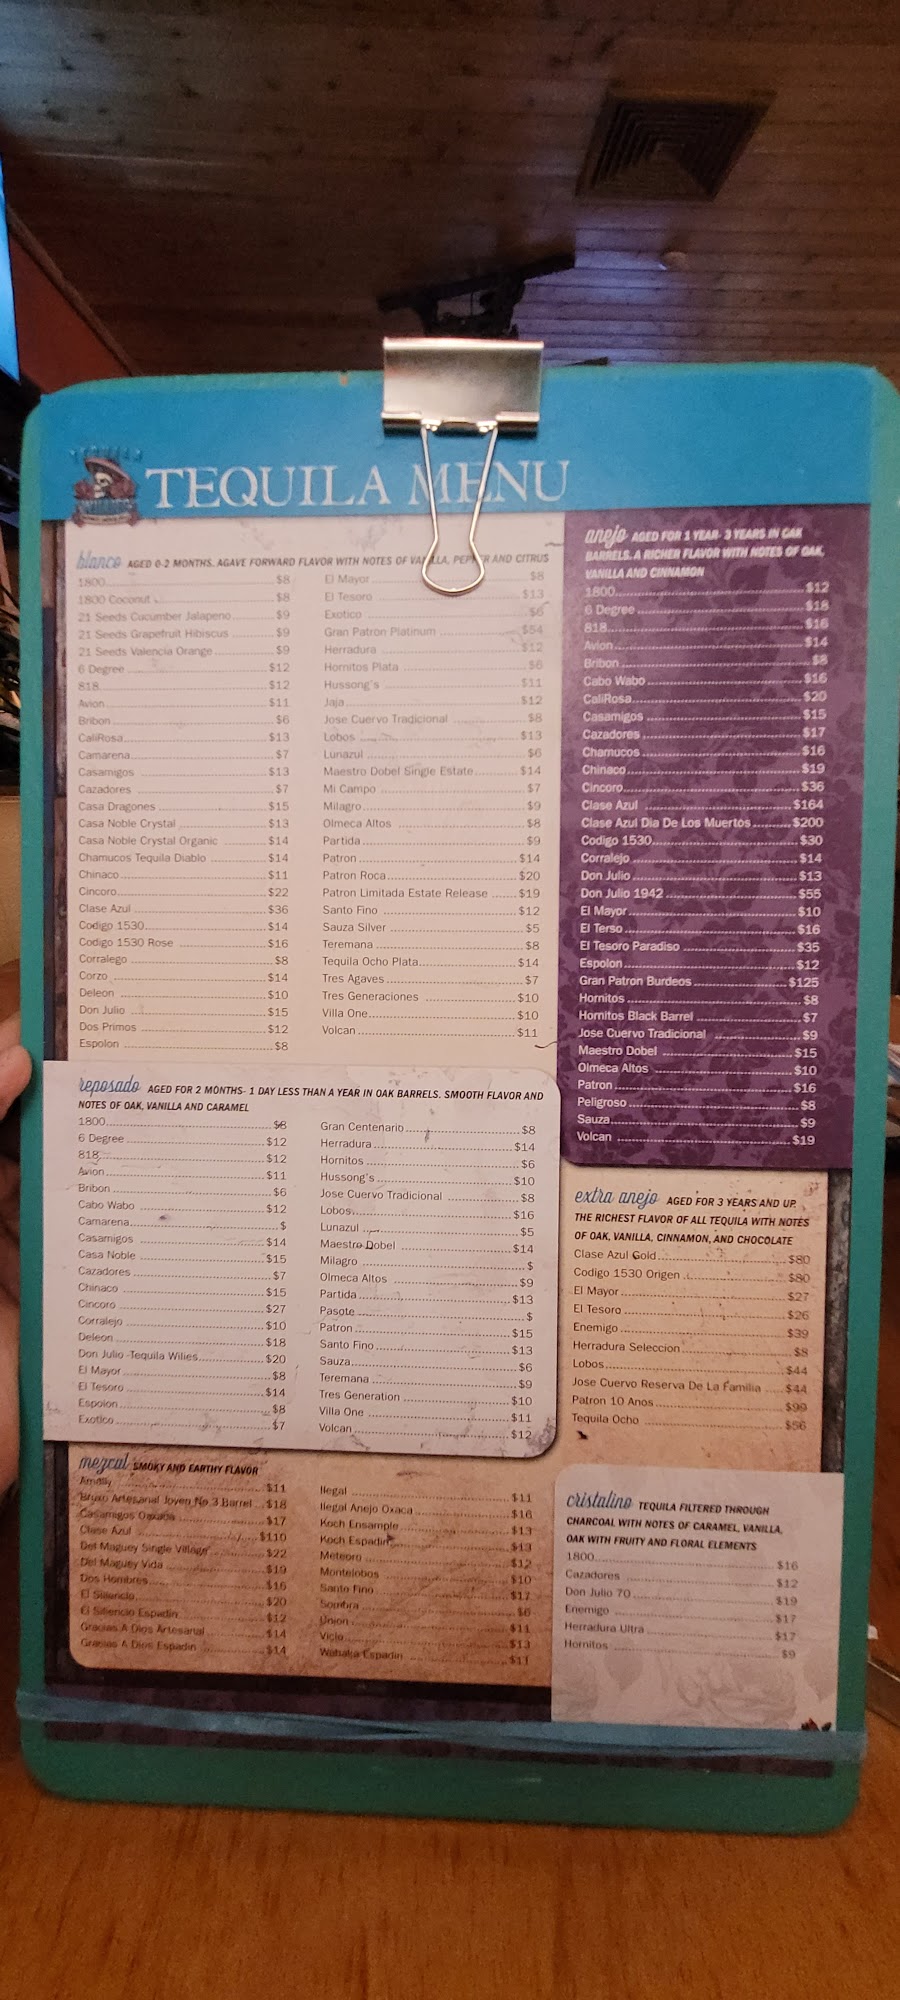 TEQUILA
WILLIES
TEQUILA MENU
blanco AGED 0-2 MONTHS. AGAVE FORWARD FLAVOR WITH NOTES OF VANILLA, PEPPER AND CITRUS
1800 $8
1800 Coconut $8
21 Seeds Cucumber Jalapeno $9
21 Seeds Grapefruit Hibiscus $9
21 Seeds Valencia Orange $9
6 Degree $12
818 $12
Avion $11
Bribon $6
CaliRosa $13
Camarena $7
Casamigos $13
Cazadores $7
Casa Dragones $15
Casa Noble Crystal $13
Casa Noble Crystal Organic $14
Chamucos Tequila Diablo $14
Chinaco $11
Cincoro $22
Clase Azul $36
Codigo 1530 $14
Codigo 1530 Rose $16
Corralego $8
Corzo $14
Deleon $10
Don Julio $15
Dos Primos $12
Espolon $8
El Mayor $8
El Tesoro $13
Exotico $6
Gran Patron Platinum $54
Herradura $12
Hornitos Plata $6
Hussong's $11
Jaja $12
Jose Cuervo Tradicional $8
Lobos $13
Lunazul $6
Maestro Dobel Single Estate $14
Mi Campo $7
Milagro $9
Olmeca Altos $8
Partida $9
Patron $14
Patron Roca $20
Patron Limitada Estate Release $19
Santo Fino $12
Sauza Silver $5
Teremana $8
Tequila Ocho Plata $14
Tres Agaves $7
Tres Generaciones $10
Villa One $10
Volcan $11
anejo AGED FOR 1 YEAR- 3 YEARS IN OAK
BARRELS. A RICHER FLAVOR WITH NOTES OF OAK,
VANILLA AND CINNAMON
1800 $12
6 Degree $18
818 $16
Avion $14
Bribon $8
Cabo Wabo $16
CaliRosa $20
Casamigos $15
Cazadores $17
Chamucos $16
Chinaco $19
Cincoro $36
Clase Azul $164
Clase Azul Dia De Los Muertos $200
Codigo 1530 $30
Corralejo $14
Don Julio $13
Don Julio 1942 $55
El Mayor $10
El Terso $16
El Tesoro Paradiso $35
Espolon $12
Gran Patron Burdeos $125
Hornitos $8
Hornitos Black Barrel $7
Jose Cuervo Tradicional $9
Maestro Dobel $15
Olmeca Altos $10
Patron $16
Peligroso $8
Sauza $9
Volcan $19
reposado AGED FOR 2 MONTHS- 1 DAY LESS THAN A YEAR IN OAK BARRELS. SMOOTH FLAVOR AND
NOTES OF OAK, VANILLA AND CARAMEL
1800 $8
6 Degree $12
818 $12
Avion $11
Bribon $6
Cabo Wabo $12
Camarena $
Casamigos $14
Casa Noble $15
Cazadores $7
Chinaco $15
Cincoro $27
Corralejo $10
Deleon $18
Don Julio -Tequila Wilies $20
El Mayor $8
El Tesoro $14
Espolon $8
Exotico $7
Gran Centenario $8
Herradura $14
Hornitos $6
Hussong's $10
Jose Cuervo Tradicional $8
Lobos $16
Lunazul $5
Maestro Dobel $14
Milagro $
Olmeca Altos $9
Partida $13
Pasote $
Patron $15
Santo Fino $13
Sauza $6
Teremana $9
Tres Generation $10
Villa One $11
Volcan $12
extra anejo AGED FOR 3 YEARS AND UP.
THE RICHEST FLAVOR OF ALL TEQUILA WITH NOTES
OF OAK, VANILLA, CINNAMON, AND CHOCOLATE
Clase Azul Gold $80
Codigo 1530 Origen $80
El Mayor $27
El Tesoro $26
Enemigo $39
Herradura Seleccion $8
Lobos $44
Jose Cuervo Reserva De La Familia $44
Patron 10 Anos $99
Tequila Ocho $56
mezcal SMOKY AND EARTHY FLAVOR
$11
Bruxo Artesanal Joven No 3 Barrel $18
Casamigos Oaxada $17
Clase Azul $110
Del Maguey Single Village $22
Del Maguey Vida $19
Dos Hombres $16
El Silencio $20
El Silencio Espadin $12
Gracias A Dios Artesanal $14
Gracias A Dios Espadin $14
Ilegal $11
Ilegal Anejo Oxaca $16
Koch Ensample $13
Koch Espadin $13
Meteoro $12
Montelobos $10
Santo Fino $17
Sombra $6
Union $11
Viclo $13
Wahaka Espadin $11
cristalino TEQUILA FILTERED THROUGH
CHARCOAL WITH NOTES OF CARAMEL, VANILLA,
OAK WITH FRUITY AND FLORAL ELEMENTS
1800 $16
Cazadores $12
Don Julio 70 $19
Enemigo $17
Herradura Ultra $17
Hornitos $9